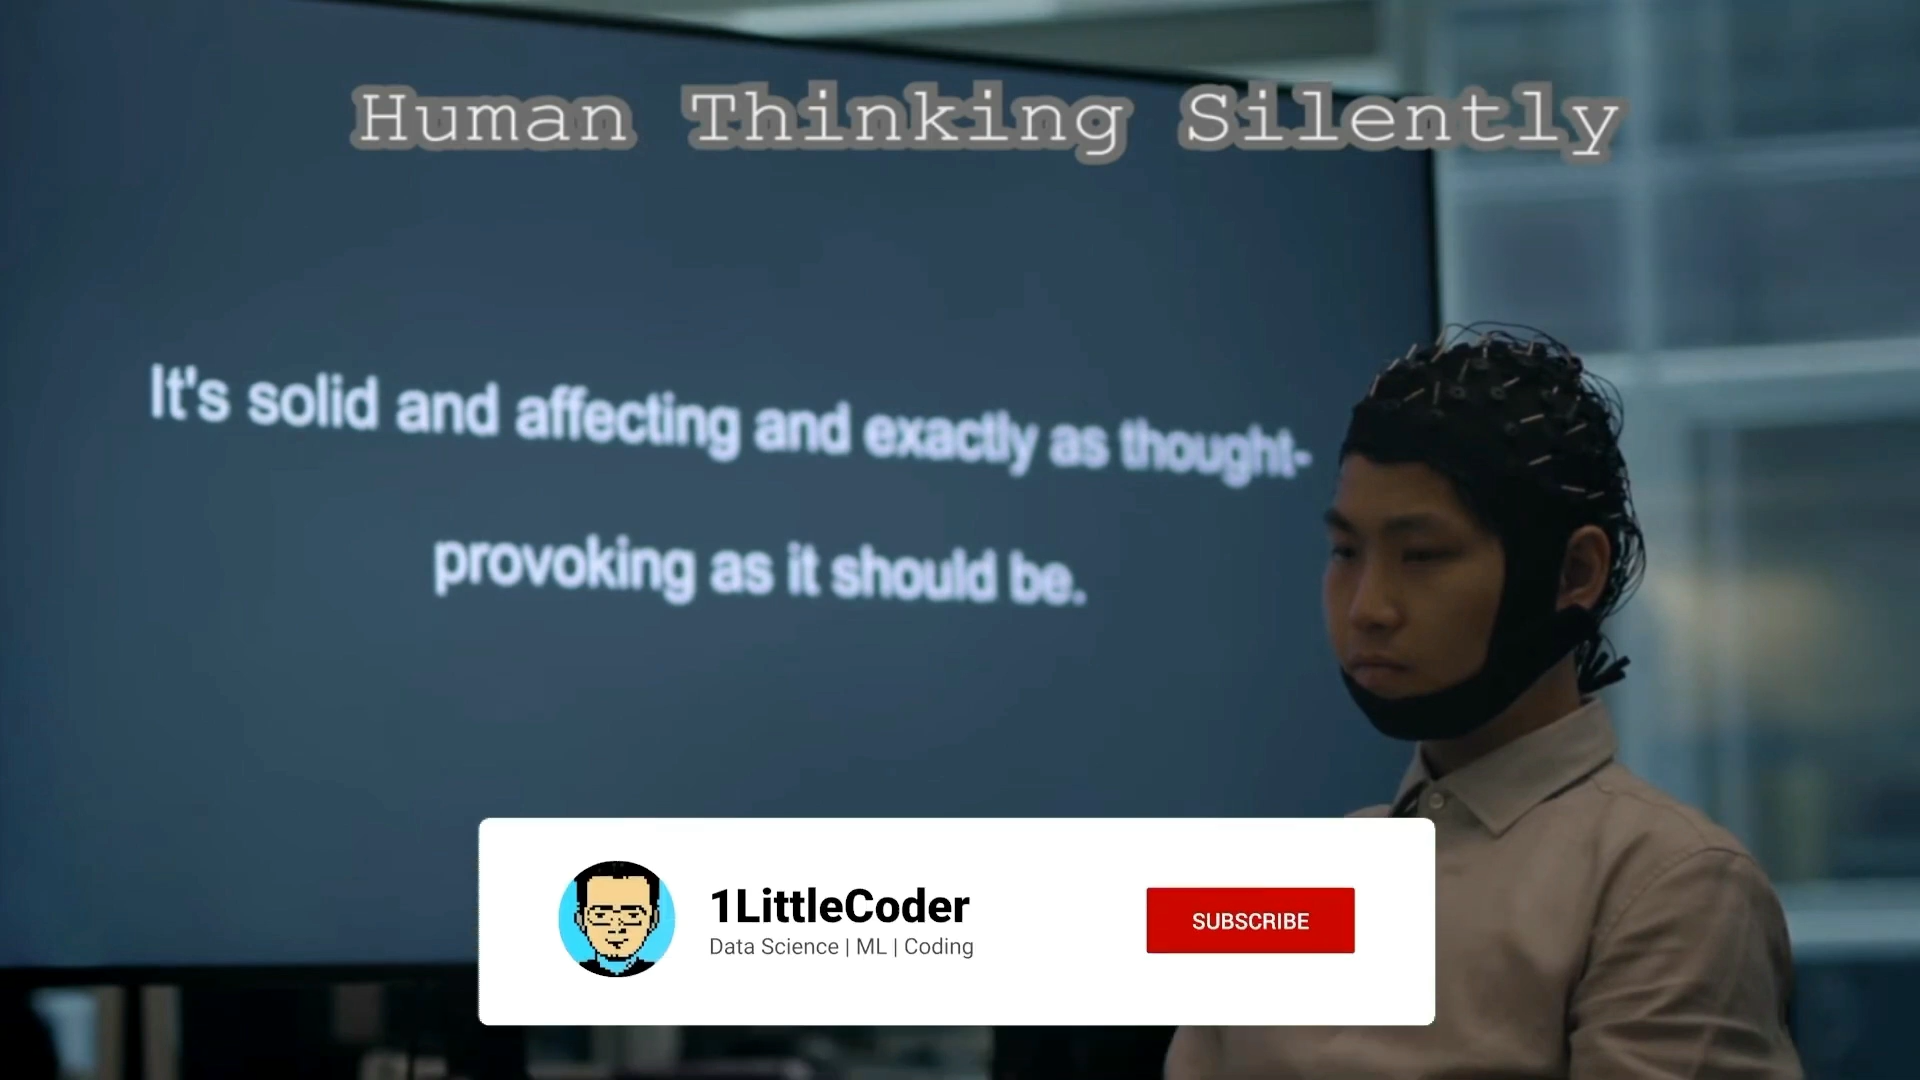 Human Thinking Silently
It's solid and affecting and exactly as thought-
provoking as it should be.
1LittleCoder
Data Science | ML | Coding
SUBSCRIBE